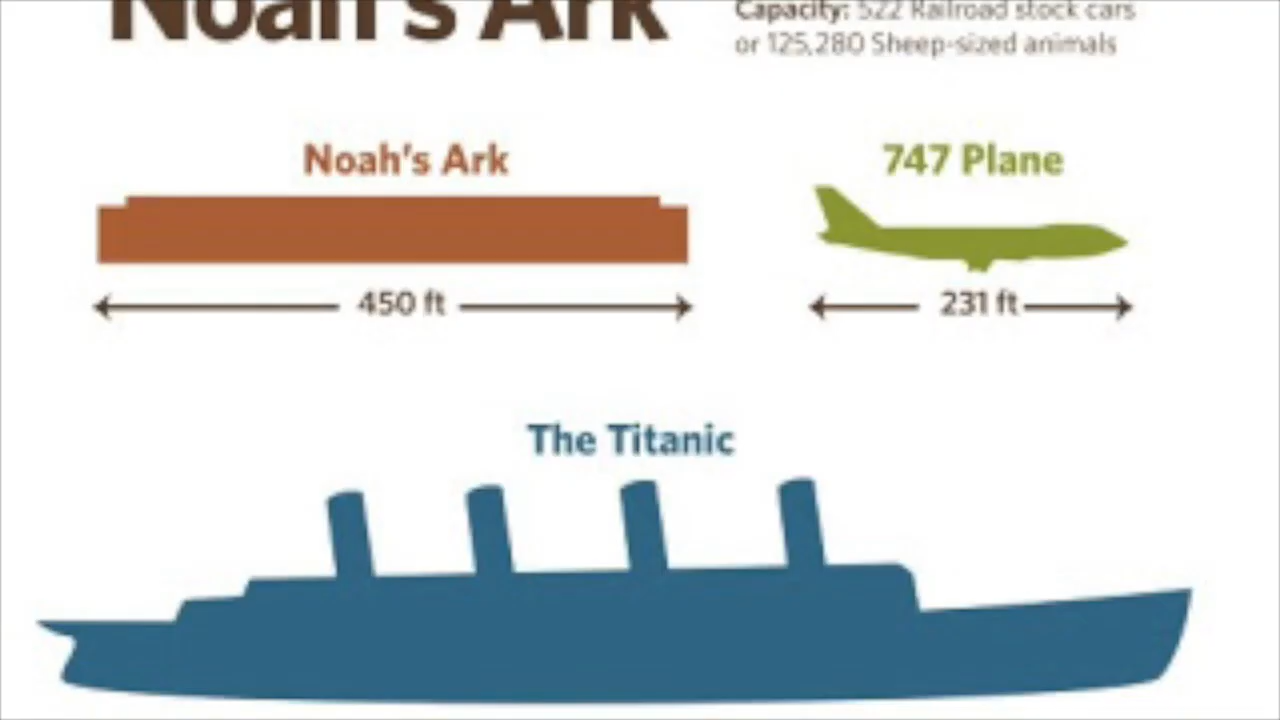 Noah's Ark
Capacity: 522 Railroad stock cars
or 125,280 Sheep-sized animals
Noah's Ark
747 Plane
450 ft
231 ft
The Titanic